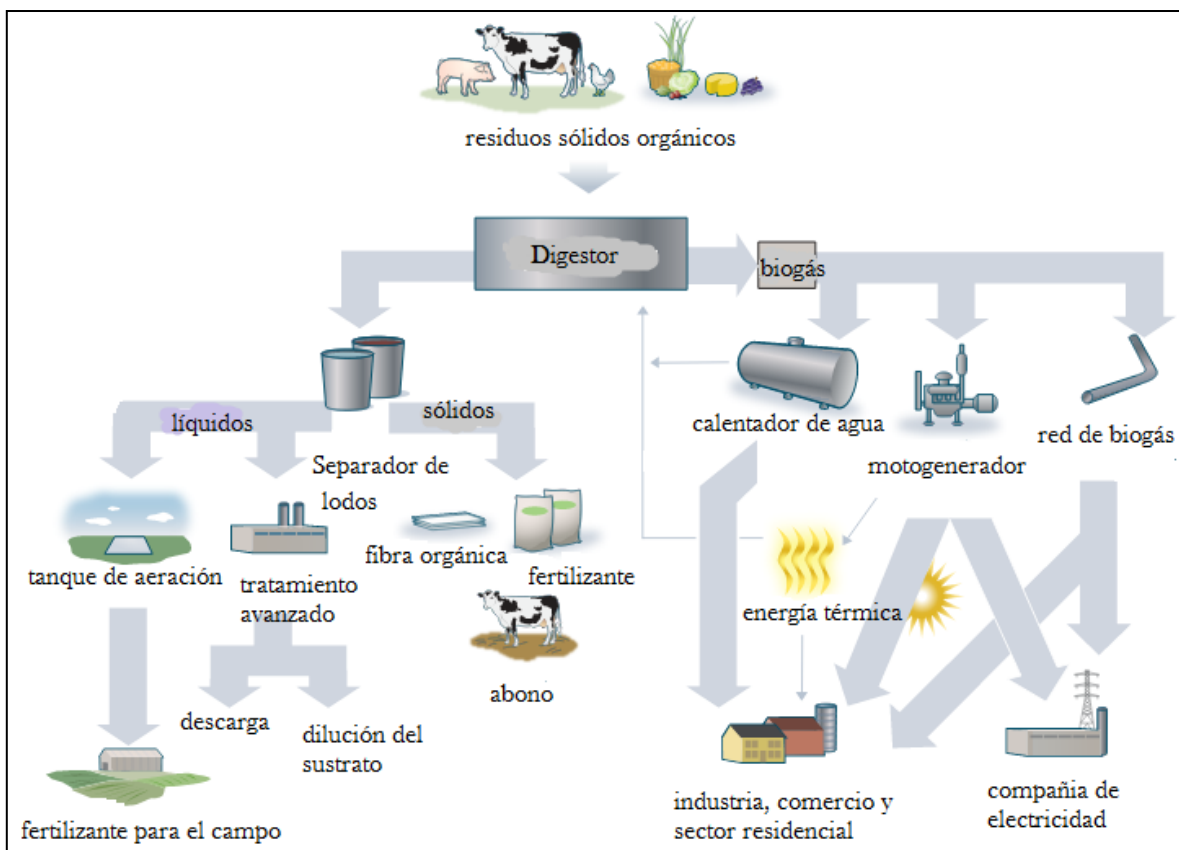 residuos sólidos orgánicos
Digestor
biogás
líquidos
sólidos
calentador de agua
motogenerador
red de biogás
Separador de
lodos
tanque de aeración
tratamiento
avanzado
fibra orgánica
fertilizante
energía térmica
abono
descarga
dilución del
sustrato
fertilizante para el campo
industria, comercio y
sector residencial
compañia de
electricidad